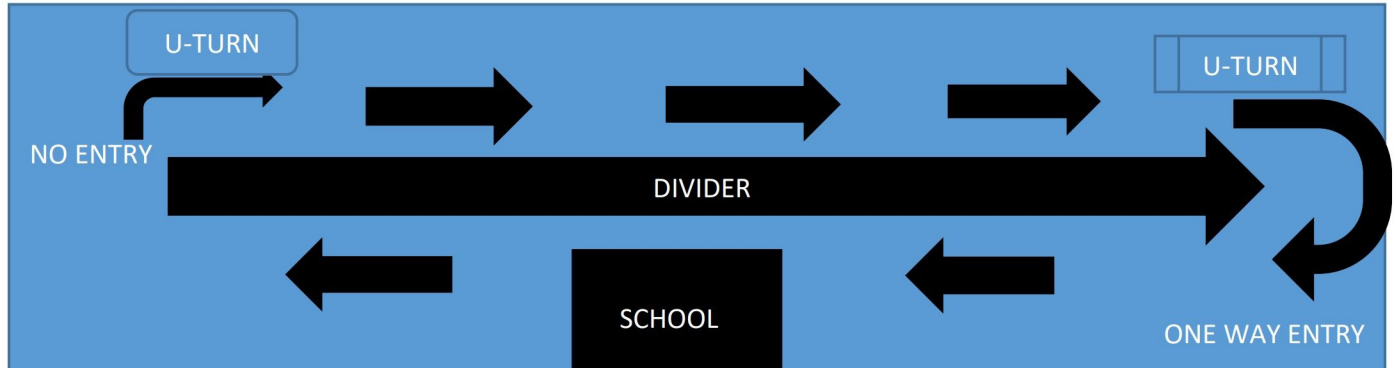 U-TURN
U-TURN
NO ENTRY
DIVIDER
SCHOOL
ONE WAY ENTRY